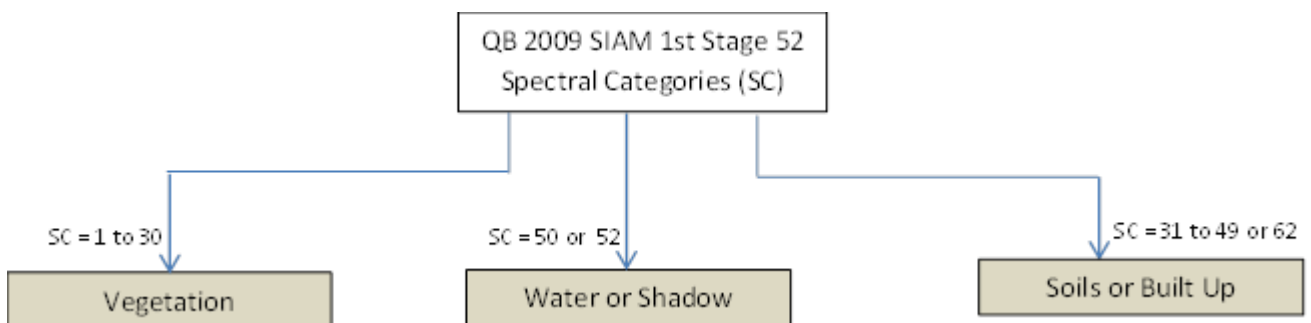 QB 2009 SIAM 1st Stage 52
Spectral Categories (SC)
SC = 1 to 30
SC = 50 or 52
SC =31 to 49 or 62
Vegetation
Water or Shadow
Soils or Built Up